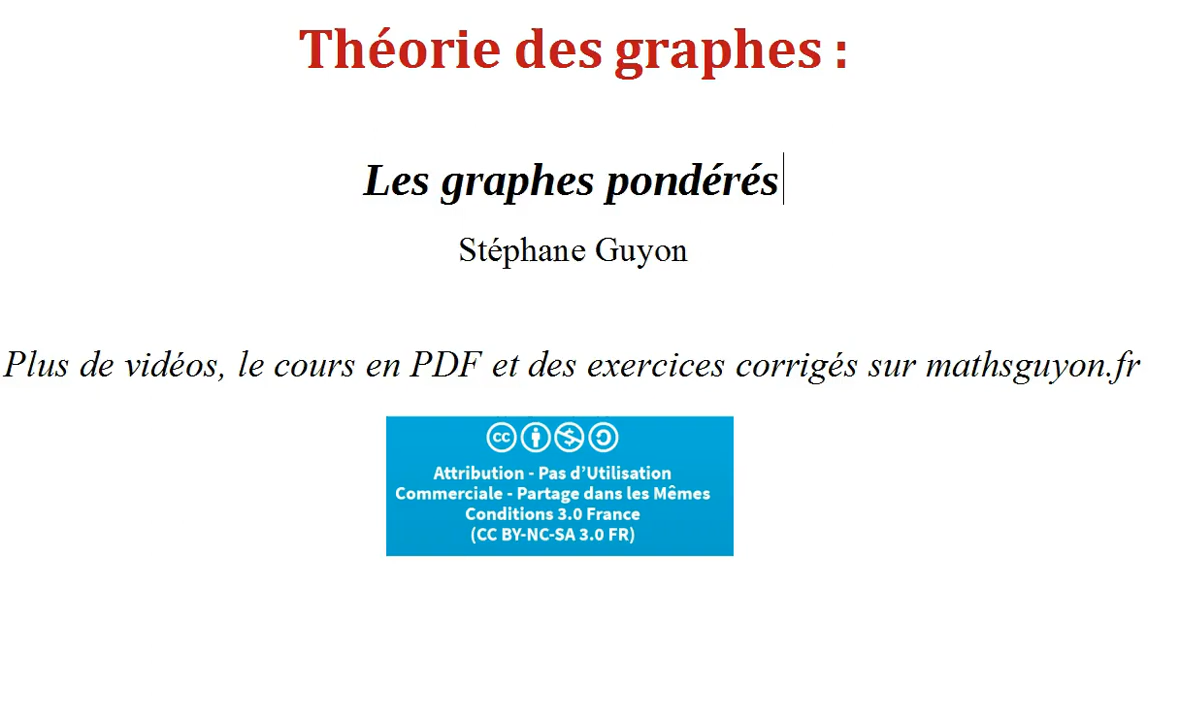 Théorie des graphes :
Les graphes pondérés
Stéphane Guyon
Plus de vidéos, le cours en PDF et des exercices corrigés sur mathsguyon.fr
Attribution - Pas d'Utilisation
Commerciale - Partage dans les Mêmes
Conditions 3.0 France
(CC BY-NC-SA 3.0 FR)